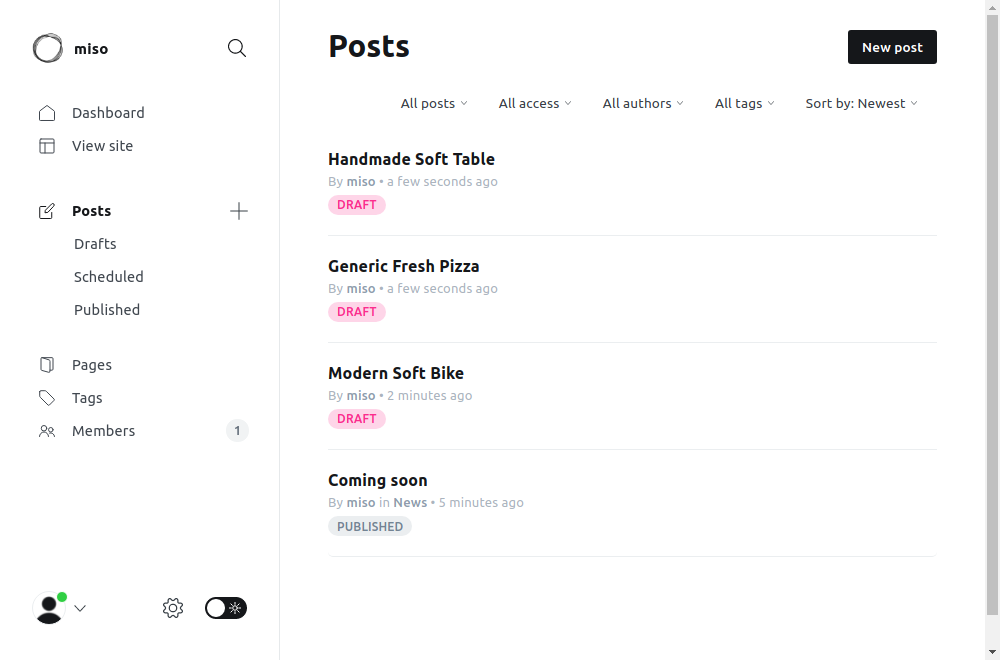 miso
Dashboard
View site
Posts
Drafts
Scheduled
Published
Pages
Tags
Members 1
Posts
New post
All posts All access All authors All tags Sort by: Newest
Handmade Soft Table
By miso • a few seconds ago
DRAFT
Generic Fresh Pizza
By miso • a few seconds ago
DRAFT
Modern Soft Bike
By miso • 2 minutes ago
DRAFT
Coming soon
By miso in News • 5 minutes ago
PUBLISHED